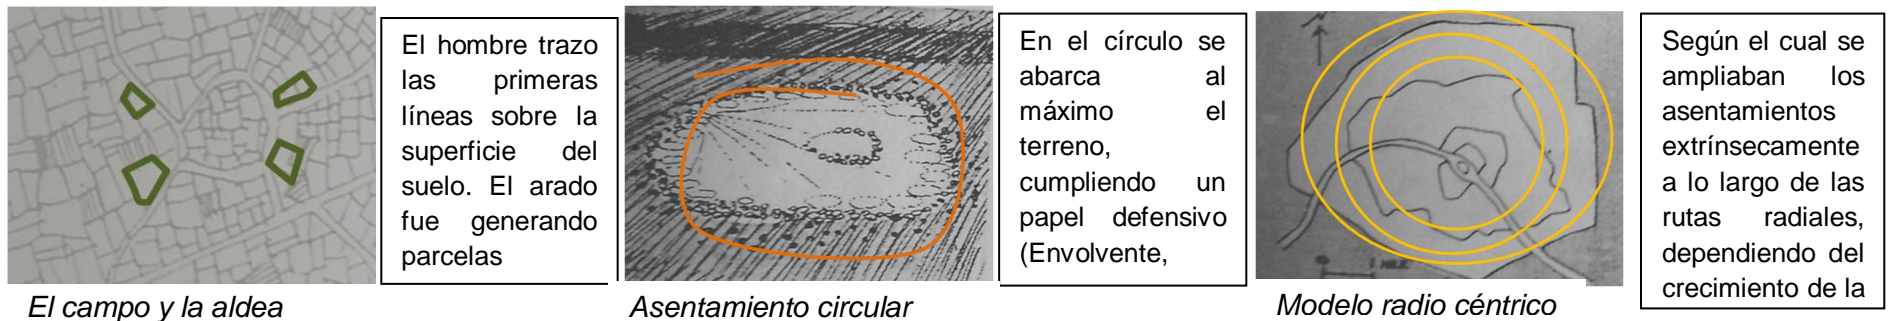 El hombre trazo
las primeras
líneas sobre la
superficie del
suelo. El arado
fue generando
parcelas
El campo y la aldea
En el círculo se
abarca al
máximo el
terreno,
cumpliendo un
papel defensivo
(Envolvente,
Asentamiento circular
Según el cual se
ampliaban los
asentamientos
extrínsecamente
a lo largo de las
rutas radiales,
dependiendo del
crecimiento de la
Modelo radio céntrico